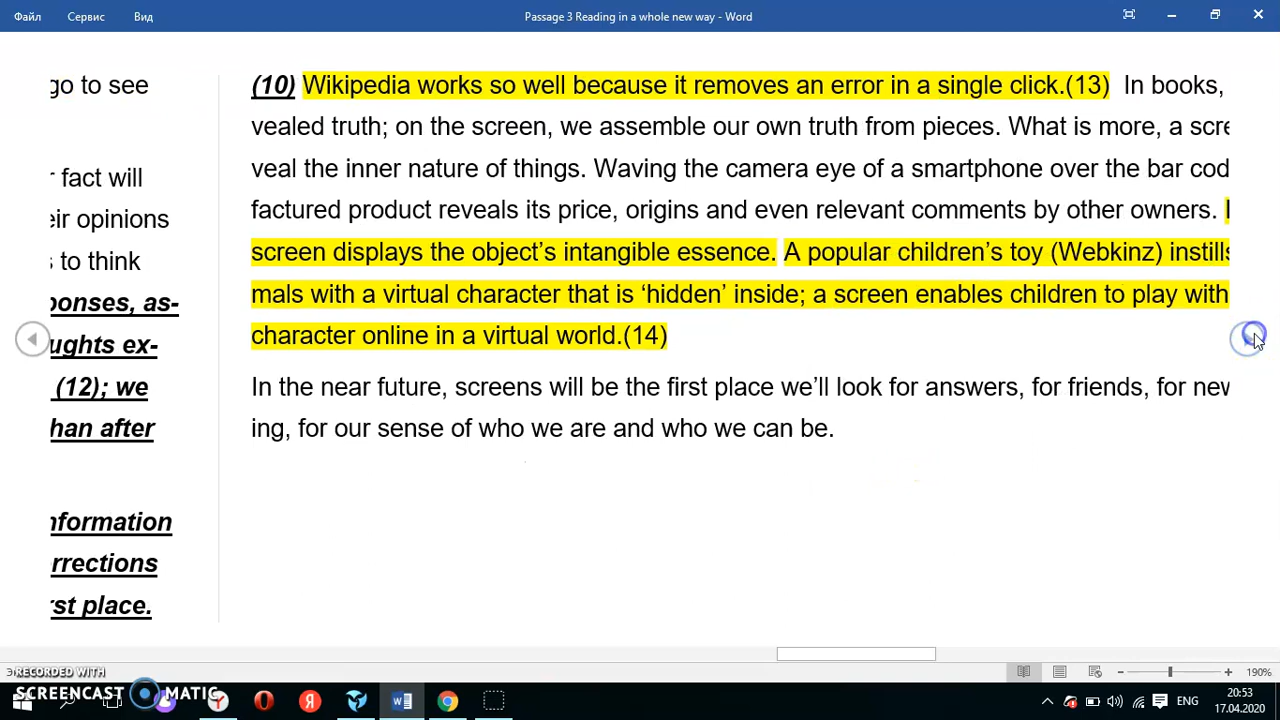 Файл Сервис Вид Passage 3 Reading in a whole new way - Word
go to see
r fact will
eir opinions
s to think
ponses, as-
ughts ex-
(12); we
han after
nformation
rrections
rst place.
(10) Wikipedia works so well because it removes an error in a single click.(13) In books,
vealed truth; on the screen, we assemble our own truth from pieces. What is more, a scre
veal the inner nature of things. Waving the camera eye of a smartphone over the bar cod
factured product reveals its price, origins and even relevant comments by other owners. I
screen displays the object’s intangible essence. A popular children’s toy (Webkinz) instills
mals with a virtual character that is ‘hidden’ inside; a screen enables children to play with
character online in a virtual world.(14)
In the near future, screens will be the first place we’ll look for answers, for friends, for new
ing, for our sense of who we are and who we can be.
190%
RECORDED WITH
SCREENCAST MATIC
ENG
20:53
17.04.2020